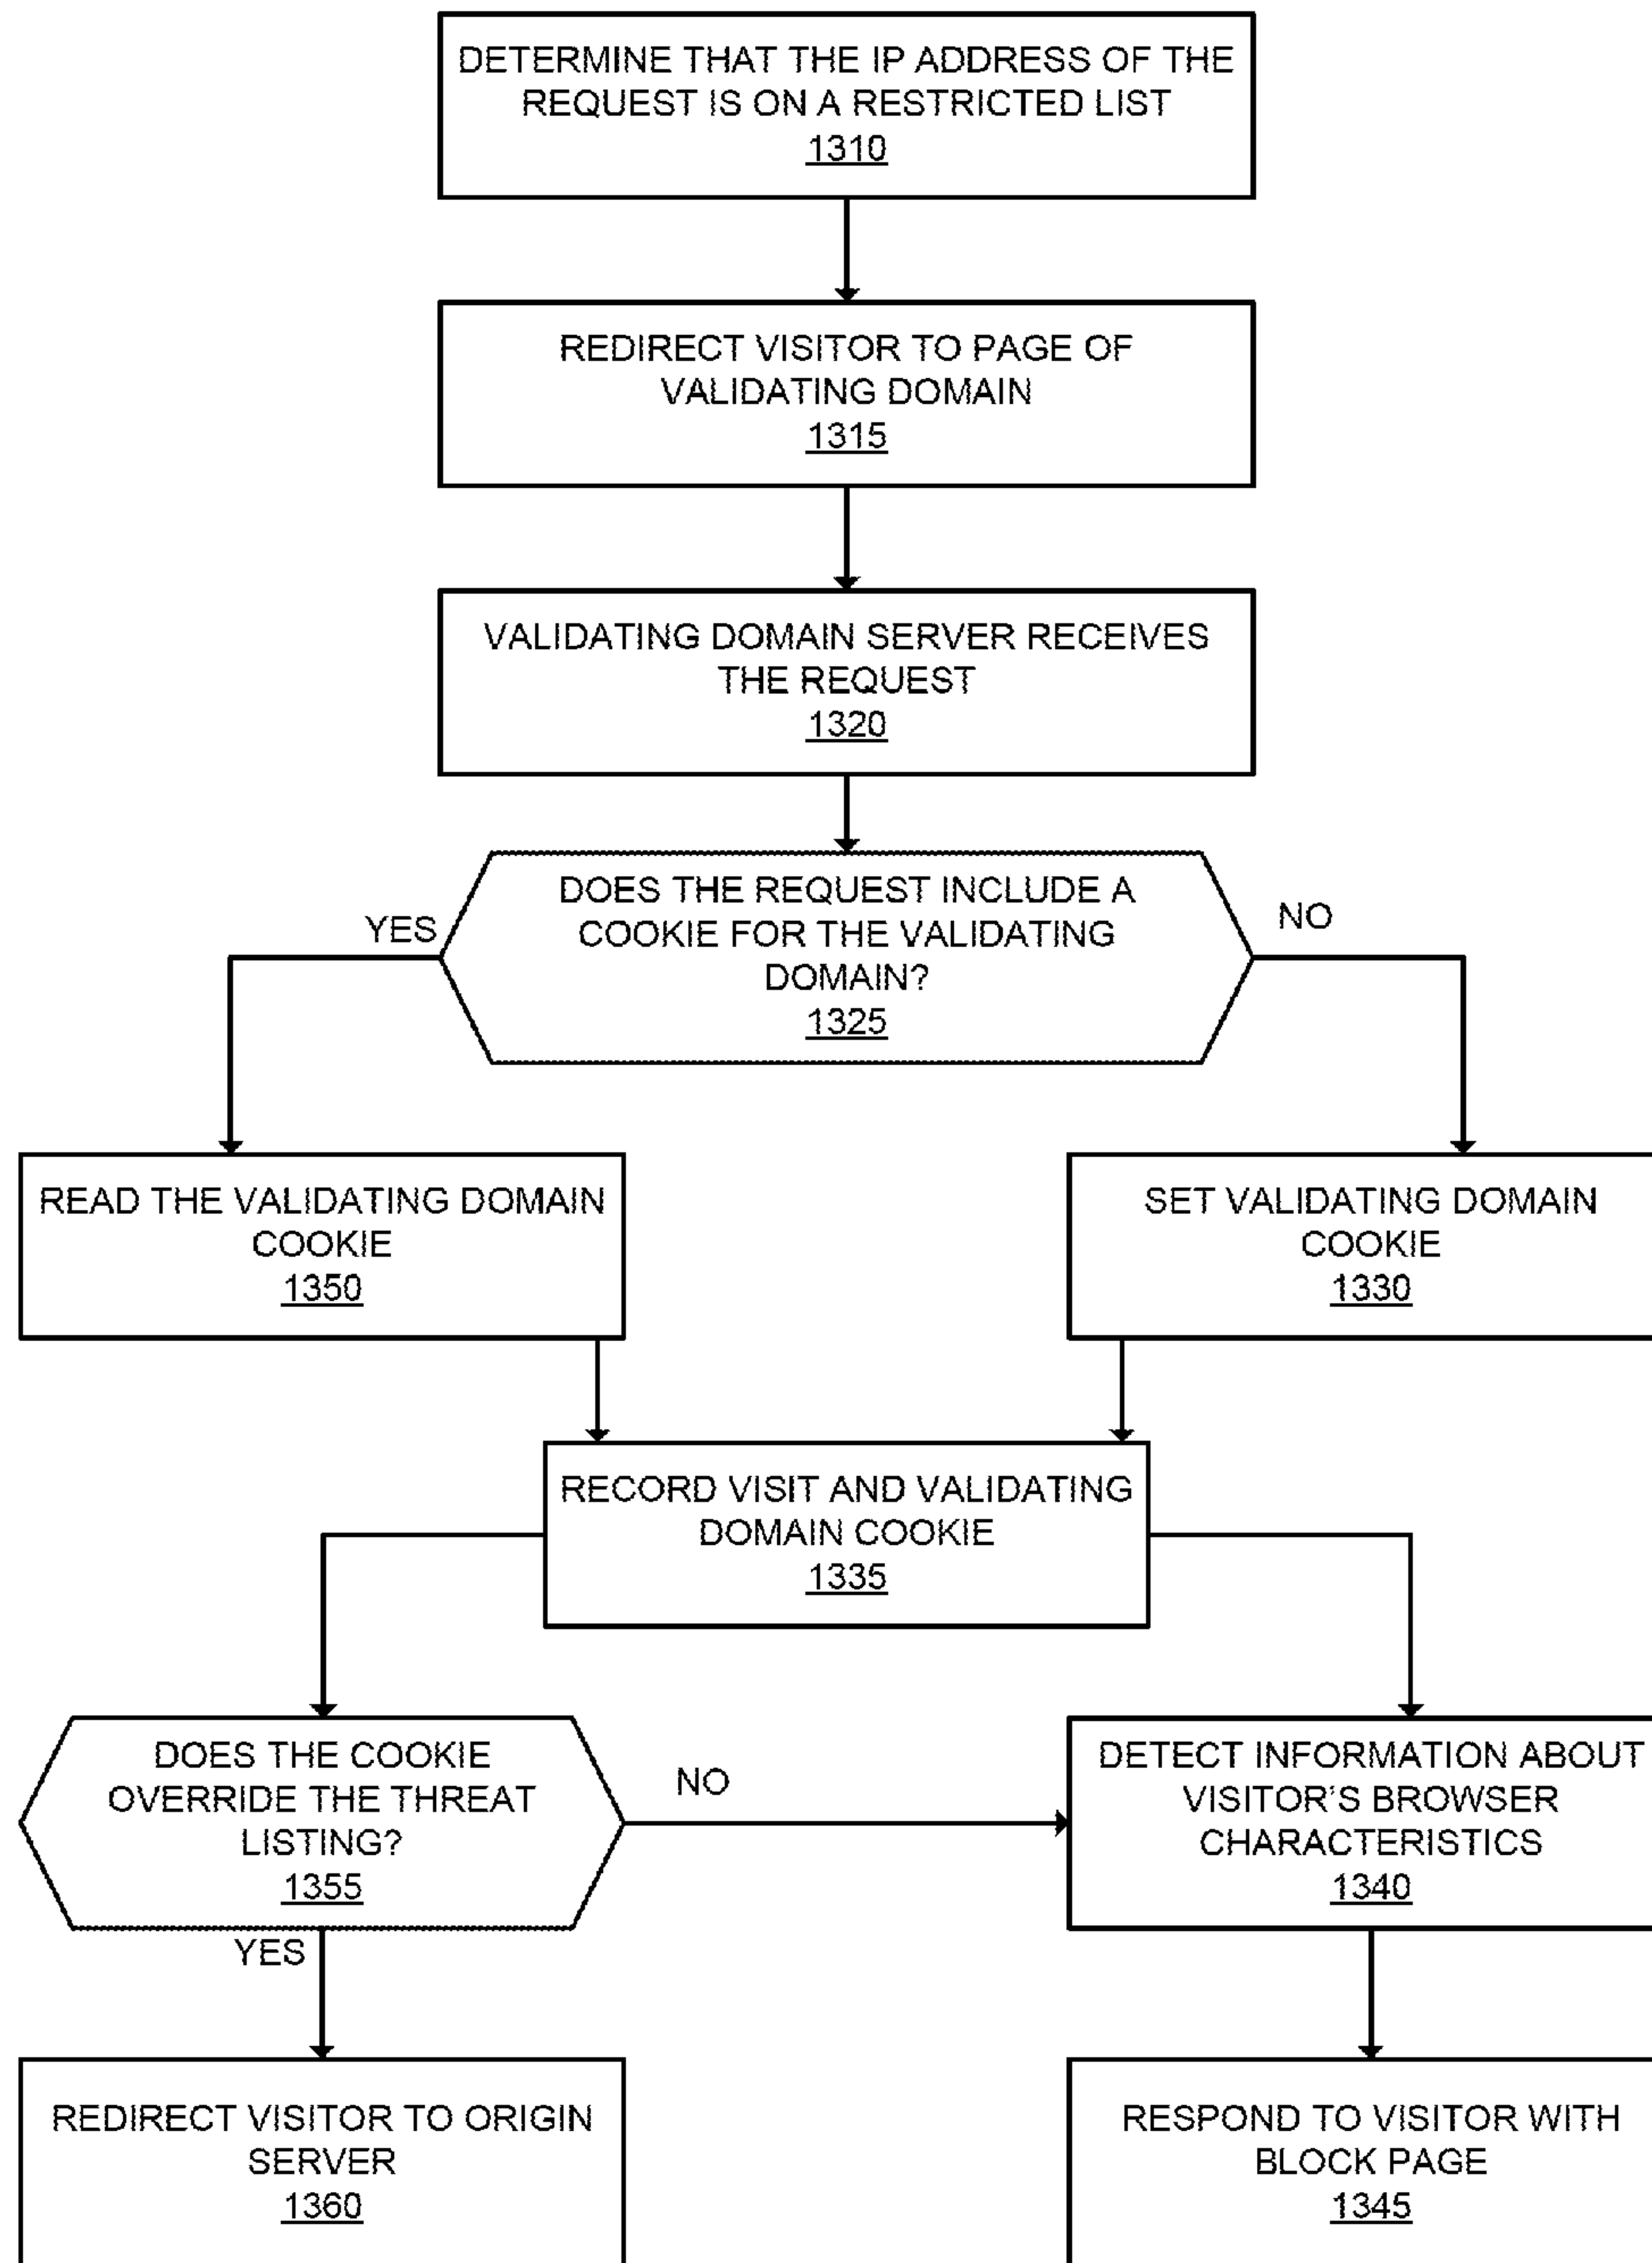 DETERMINE THAT THE IP ADDRESS OF THE
REQUEST IS ON A RESTRICTED LIST
1310
REDIRECT VISITOR TO PAGE OF
VALIDATING DOMAIN
1315
VALIDATING DOMAIN SERVER RECEIVES
THE REQUEST
1320
DOES THE REQUEST INCLUDE A
COOKIE FOR THE VALIDATING
DOMAIN?
1325
YES
NO
READ THE VALIDATING DOMAIN
COOKIE
1350
SET VALIDATING DOMAIN
COOKIE
1330
RECORD VISIT AND VALIDATING
DOMAIN COOKIE
1335
DOES THE COOKIE
OVERRIDE THE THREAT
LISTING?
1355
NO
YES
DETECT INFORMATION ABOUT
VISITOR'S BROWSER
CHARACTERISTICS
1340
REDIRECT VISITOR TO ORIGIN
SERVER
1360
RESPOND TO VISITOR WITH
BLOCK PAGE
1345